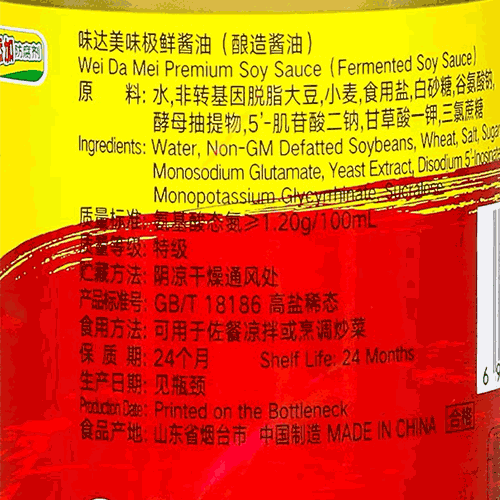 添加
防腐剂
味达美味极鲜酱油（酿造酱油）
Wei Da Mei Premium Soy Sauce (Fermented Soy Sauce)
原 料: 水,非转基因脱脂大豆,小麦,食用盐,白砂糖,谷氨酸钠,
酵母抽提物,5'-肌苷酸二钠,甘草酸一钾,三氯蔗糖
Ingredients: Water, Non-GM Defatted Soybeans, Wheat, Salt, Sugar
Monosodium Glutamate, Yeast Extract, Disodium 5'-Inosinate
Monopotassium Glycyrrhinate, Sucralose
质量标准: 氨基酸态氮≥1.20g/100mL
质量等级: 特级
贮藏方法: 阴凉干燥通风处
产品标准号: GB/T 18186 高盐稀态
食用方法: 可用于佐餐凉拌或烹调炒菜
保 质 期: 24个月 Shelf Life: 24 Months
生产日期: 见瓶颈
Production Date: Printed on the Bottleneck
食品产地: 山东省烟台市 中国制造 MADE IN CHINA 合格
6 9